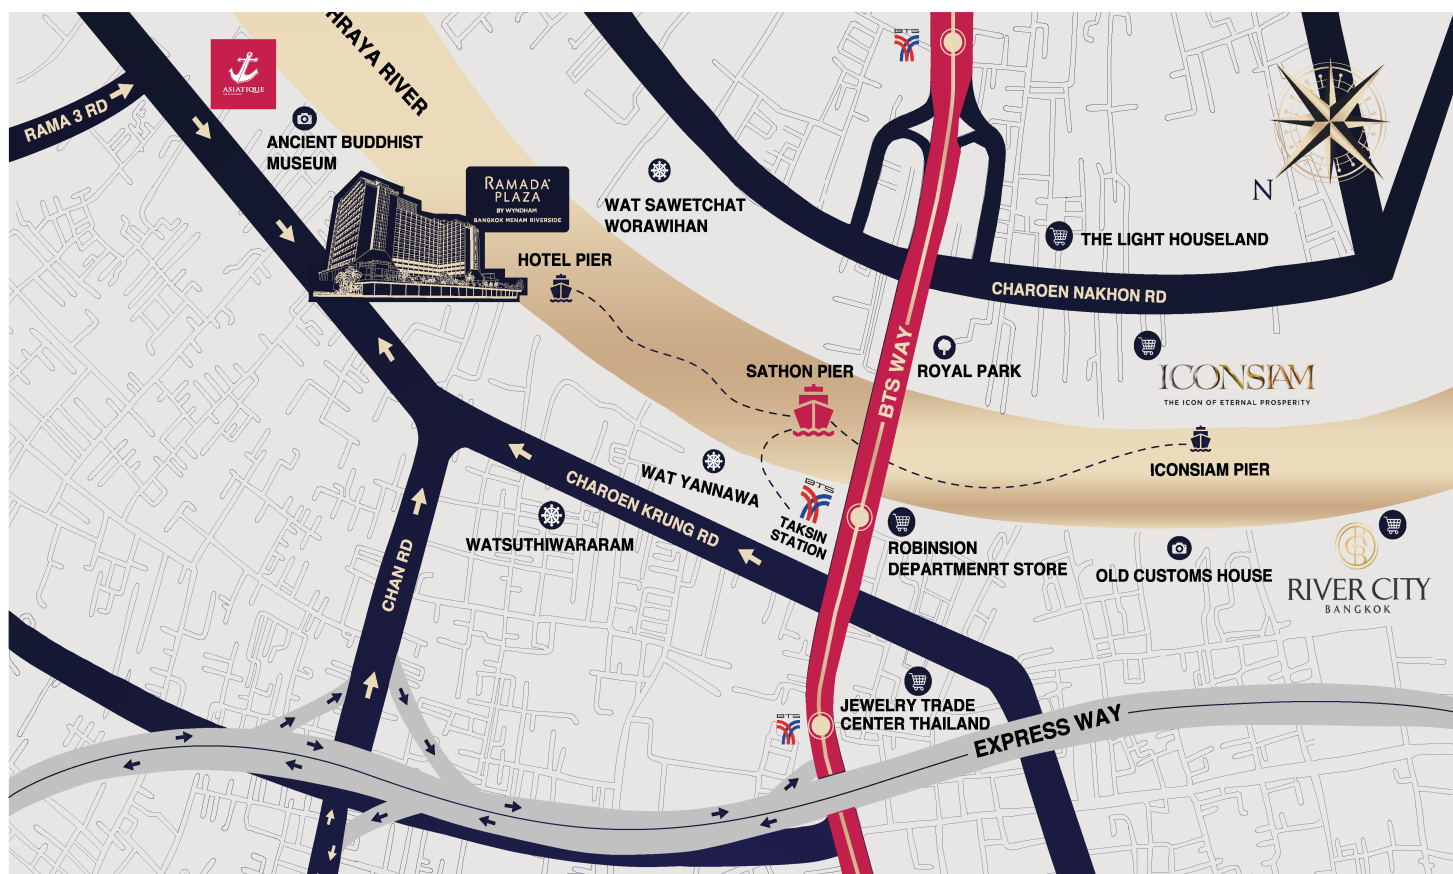 HRAYA RIVER
BTS
ASIATIQUE
RAMA 3 RD
ANCIENT BUDDHIST
MUSEUM
RAMADA
PLAZA
BY WYNDHAM
BANGKOK MENAM RIVERSIDE
WAT SAWETCHAT
WORAWIHAN
N
THE LIGHT HOUSELAND
HOTEL PIER
CHAROEN NAKHON RD
BTS WAY
ROYAL PARK
SATHON PIER
ICONSIAM
THE ICON OF ETERNAL PROSPERITY
ICONSIAM PIER
WAT YANNAWA
CHAROEN KRUNG RD
BTS
TAKSIN
STATION
WATSUTHIWARARAM
CHAN RD
ROBINSION
DEPARTMENRT STORE
OLD CUSTOMS HOUSE
RIVER CITY
BANGKOK
JEWELRY TRADE
CENTER THAILAND
BTS
EXPRESS WAY